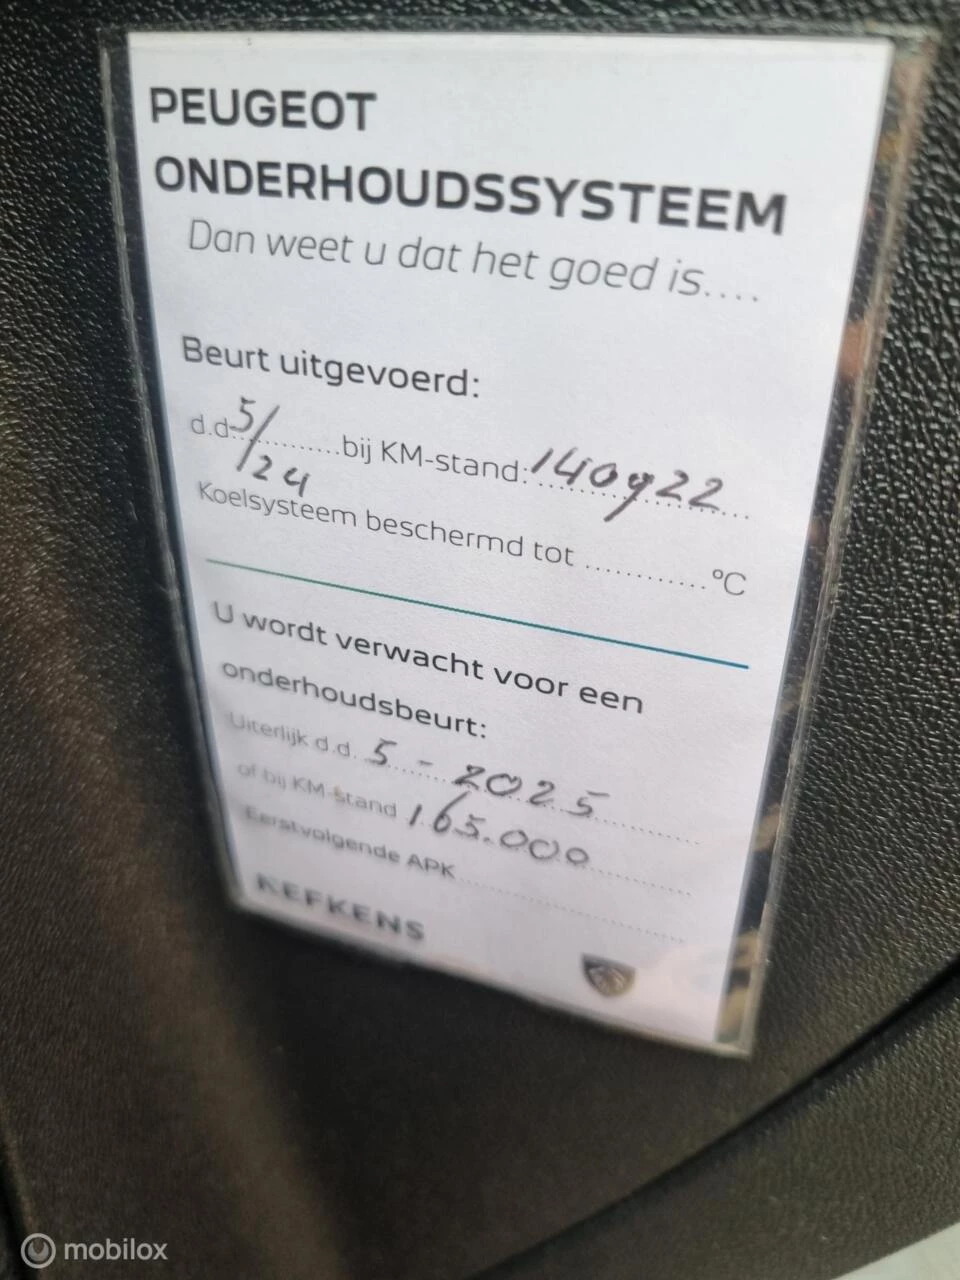 PEUGEOT
ONDERHOUDSSYSTEEM
Dan weet u dat het goed is....
Beurt uitgevoerd:
d.d. 5/24 bij KM-stand: 140922
Koelsysteem beschermd tot ............ °C
U wordt verwacht voor een
onderhoudsbeurt:
Uiterlijk d.d. 5 - 2025
of bij KM-stand 165.000
Eerstvolgende APK
KEFKENS
mobilox